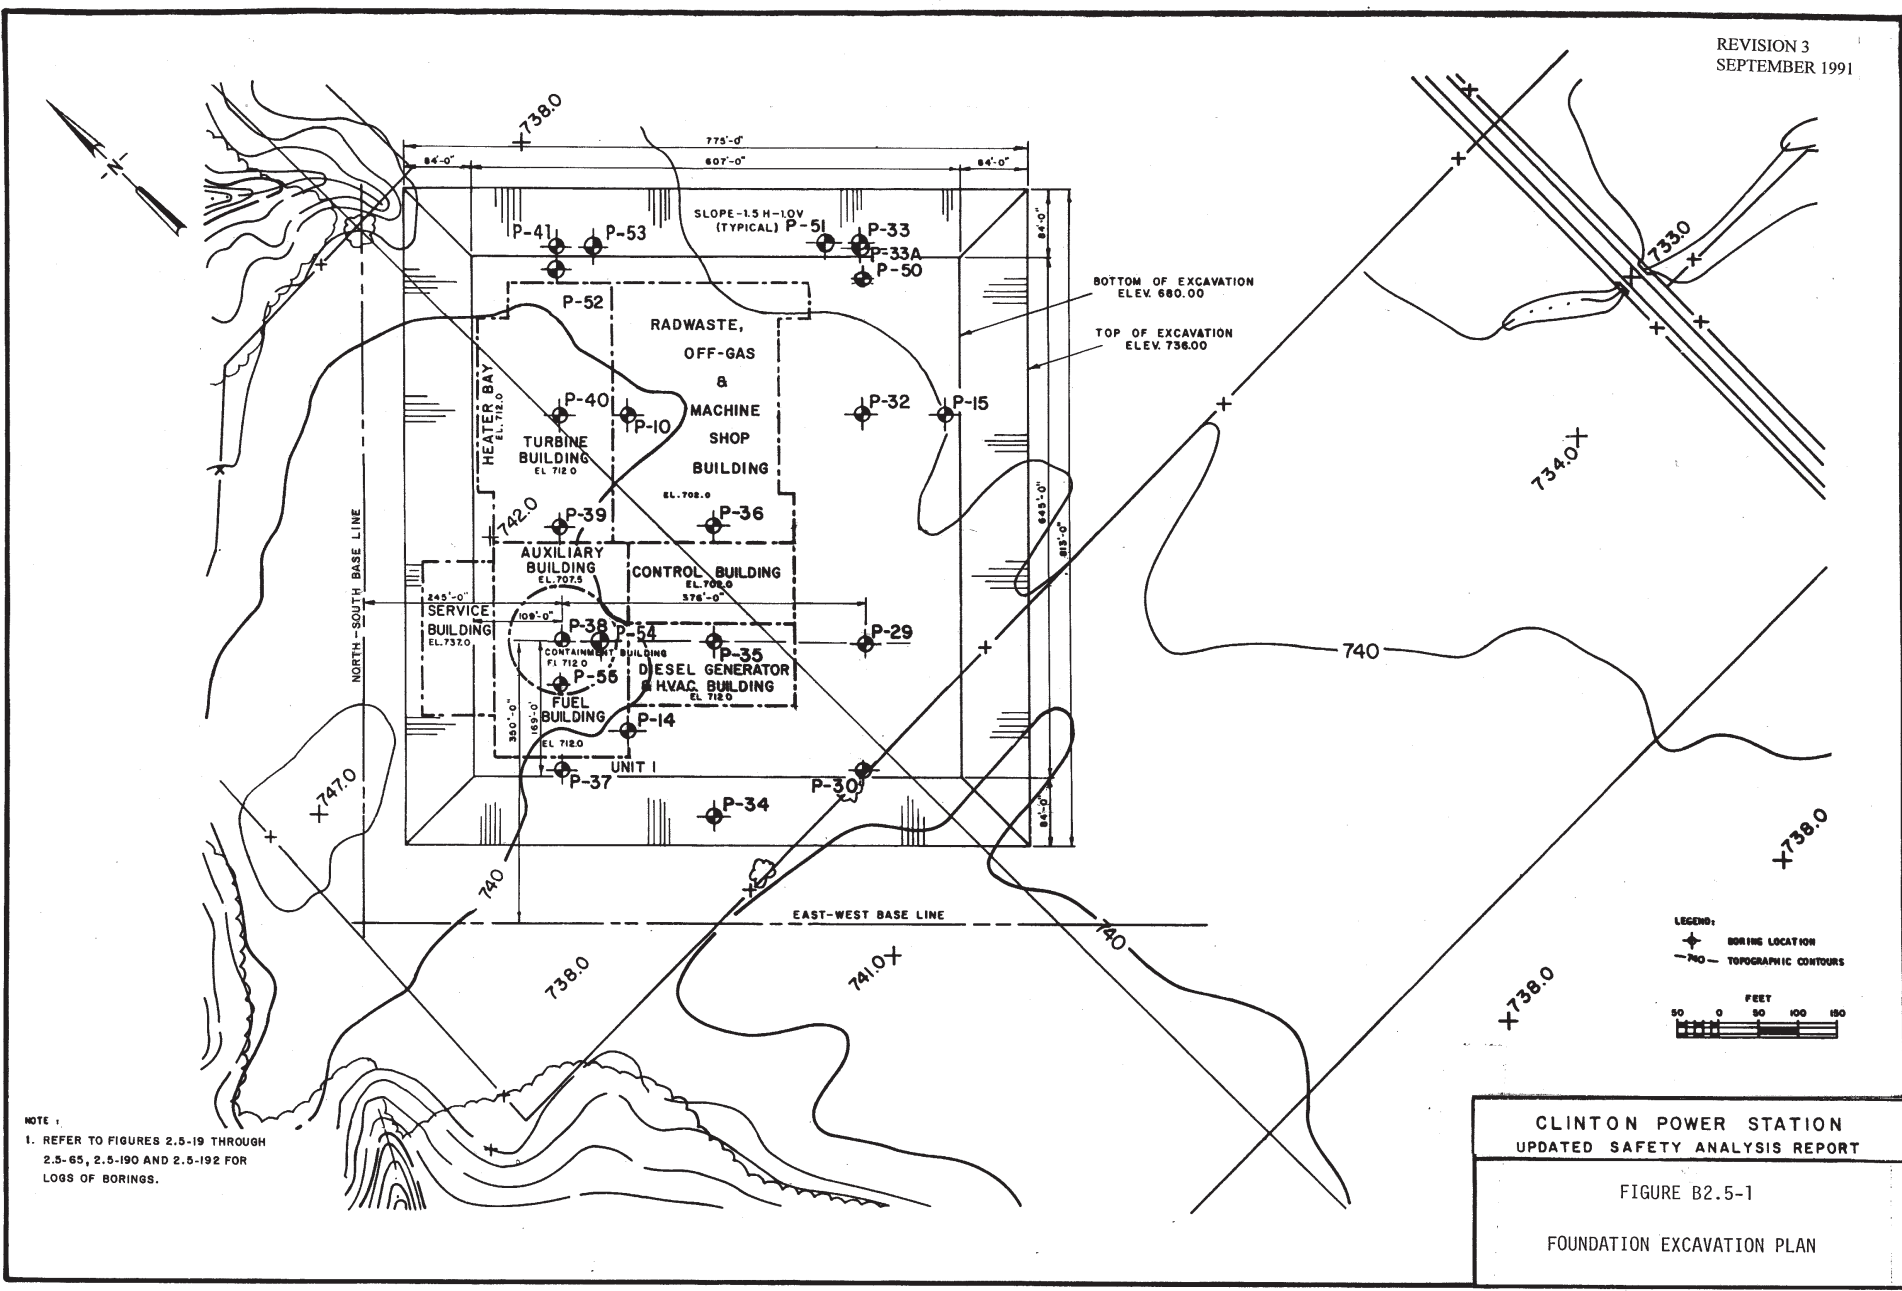 REVISION 3
SEPTEMBER 1991
N
738.0
775'-0"
84'-0"
607'-0"
84'-0"
SLOPE-1.5 H-1.0V
(TYPICAL)
P-41
P-53
P-51
P-33
P-33A
P-50
P-52
84'-0"
733.0
BOTTOM OF EXCAVATION
ELEV. 680.00
TOP OF EXCAVATION
ELEV. 736.00
RADWASTE,
OFF-GAS
&
MACHINE
SHOP
BUILDING
EL. 702.0
HEATER BAY
EL. 712.0
P-40
P-10
P-32
P-15
TURBINE
BUILDING
EL 712.0
734.0
742.0
P-39
P-36
645'-0"
813'-0"
NORTH-SOUTH BASE LINE
AUXILIARY
BUILDING
EL. 707.5
CONTROL BUILDING
EL. 702.0
245'-0"
376'-0"
109'-0"
SERVICE
BUILDING
EL. 737.0
P-38
P-54
P-35
P-29
CONTAINMENT BUILDING
EL 712.0
DIESEL GENERATOR
& H.V.A.C. BUILDING
EL 712.0
P-55
FUEL
BUILDING
EL 712.0
350'-0"
169'-0"
P-14
740
UNIT 1
P-37
P-30
P-34
84'-0"
747.0
738.0
740
EAST-WEST BASE LINE
740
738.0
741.0
738.0
LEGEND:
BORING LOCATION
740 TOPOGRAPHIC CONTOURS
FEET
50 0 50 100 150
NOTE :
1. REFER TO FIGURES 2.5-19 THROUGH
2.5-65, 2.5-190 AND 2.5-192 FOR
LOGS OF BORINGS.
CLINTON POWER STATION
UPDATED SAFETY ANALYSIS REPORT
FIGURE B2.5-1
FOUNDATION EXCAVATION PLAN